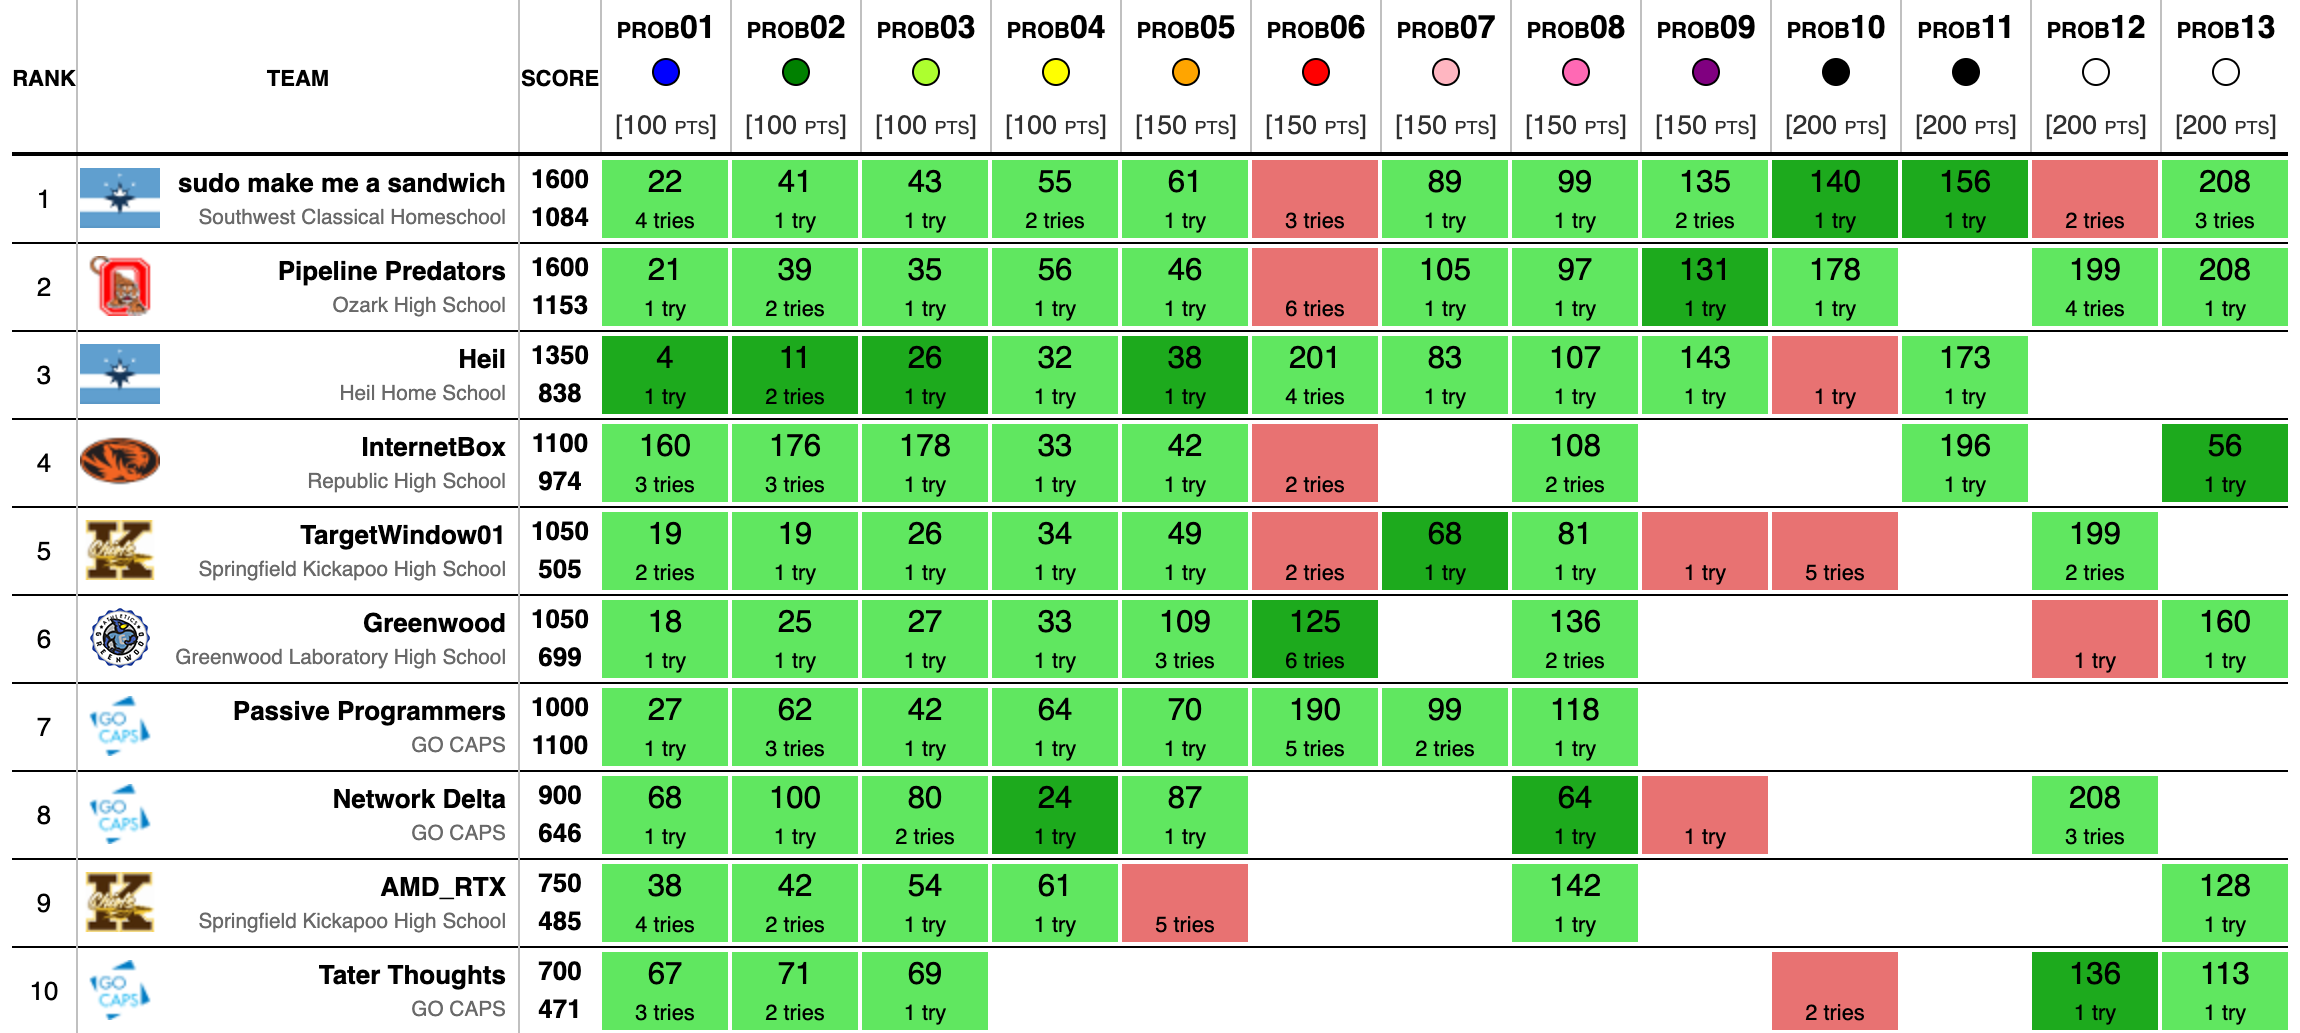 RANK TEAM SCORE PROB01 PROB02 PROB03 PROB04 PROB05 PROB06 PROB07 PROB08 PROB09 PROB10 PROB11 PROB12 PROB13
[100 PTS] [100 PTS] [100 PTS] [100 PTS] [150 PTS] [150 PTS] [150 PTS] [150 PTS] [150 PTS] [200 PTS] [200 PTS] [200 PTS] [200 PTS]
1 sudo make me a sandwich 1600 22 41 43 55 61 89 99 135 140 156 208
Southwest Classical Homeschool 1084 4 tries 1 try 1 try 2 tries 1 try 3 tries 1 try 1 try 2 tries 1 try 1 try 2 tries 3 tries
2 Pipeline Predators 1600 21 39 35 56 46 105 97 131 178 199 208
Ozark High School 1153 1 try 2 tries 1 try 1 try 1 try 6 tries 1 try 1 try 1 try 1 try 4 tries 1 try
3 Heil 1350 4 11 26 32 38 201 83 107 143 173
Heil Home School 838 1 try 2 tries 1 try 1 try 1 try 4 tries 1 try 1 try 1 try 1 try 1 try
4 InternetBox 1100 160 176 178 33 42 108 196 56
Republic High School 974 3 tries 3 tries 1 try 1 try 1 try 2 tries 2 tries 1 try 1 try
5 K Chiefs TargetWindow01 1050 19 19 26 34 49 68 81 199
Springfield Kickapoo High School 505 2 tries 1 try 1 try 1 try 1 try 2 tries 1 try 1 try 1 try 5 tries 2 tries
6 Greenwood 1050 18 25 27 33 109 125 136 160
Greenwood Laboratory High School 699 1 try 1 try 1 try 1 try 3 tries 6 tries 2 tries 1 try 1 try
7 GO CAPS Passive Programmers 1000 27 62 42 64 70 190 99 118
GO CAPS 1100 1 try 3 tries 1 try 1 try 1 try 5 tries 2 tries 1 try
8 GO CAPS Network Delta 900 68 100 80 24 87 64 208
GO CAPS 646 1 try 1 try 2 tries 1 try 1 try 1 try 1 try 3 tries
9 K Chiefs AMD_RTX 750 38 42 54 61 142 128
Springfield Kickapoo High School 485 4 tries 2 tries 1 try 1 try 5 tries 1 try 1 try
10 GO CAPS Tater Thoughts 700 67 71 69 136 113
GO CAPS 471 3 tries 2 tries 1 try 2 tries 1 try 1 try